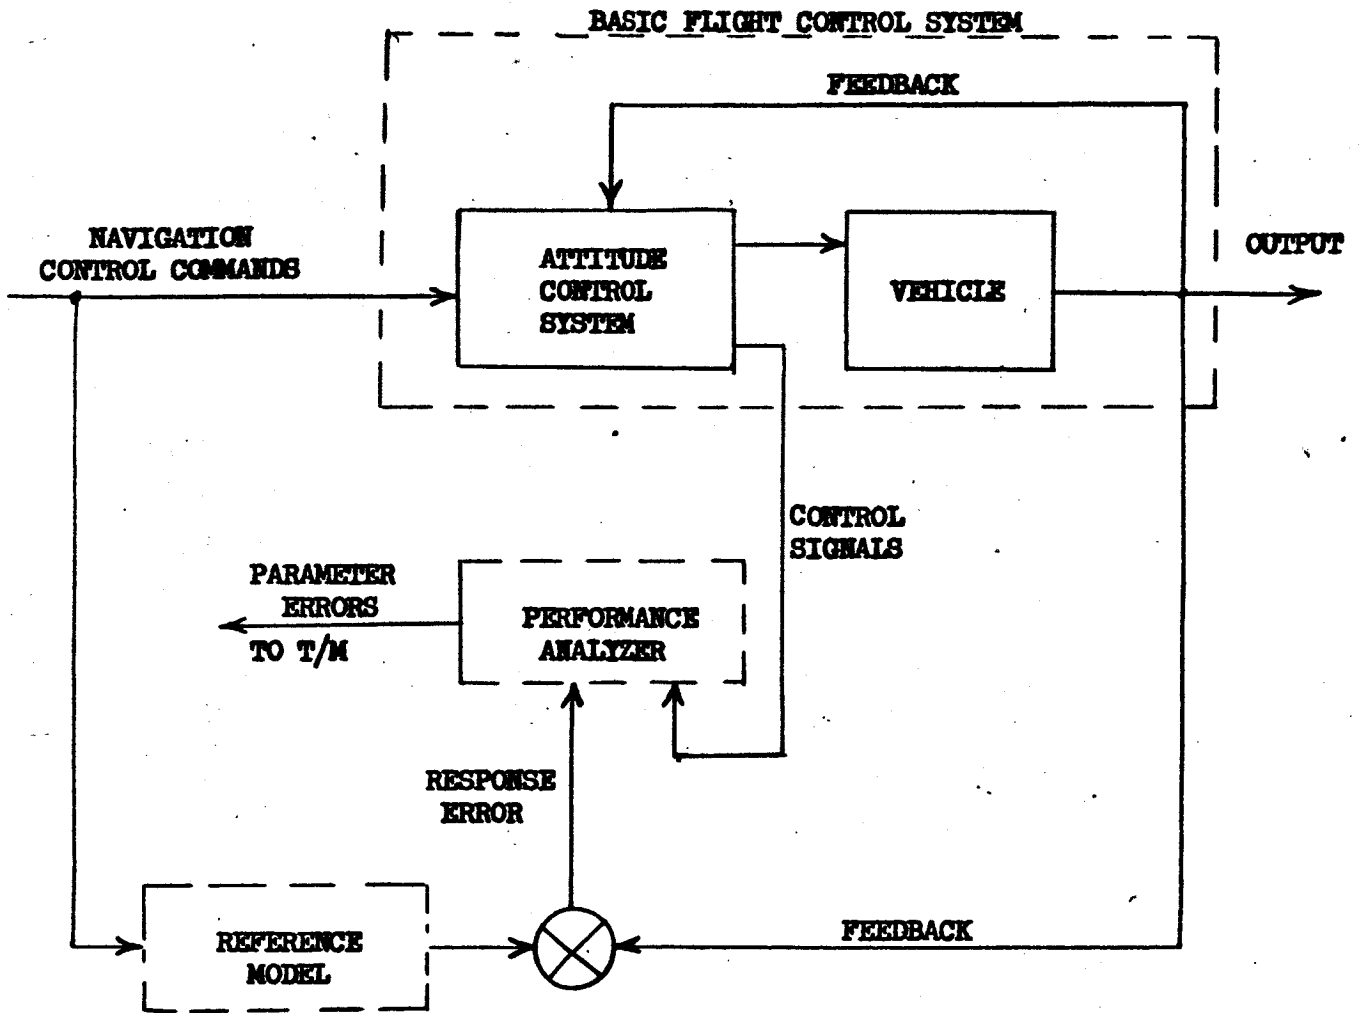 BASIC FLIGHT CONTROL SYSTEM
FEEDBACK
NAVIGATION
CONTROL COMMANDS
ATTITUDE
CONTROL
SYSTEM
VEHICLE
OUTPUT
CONTROL
SIGNALS
PARAMETER
ERRORS
TO T/M
PERFORMANCE
ANALYZER
RESPONSE
ERROR
REFERENCE
MODEL
FEEDBACK